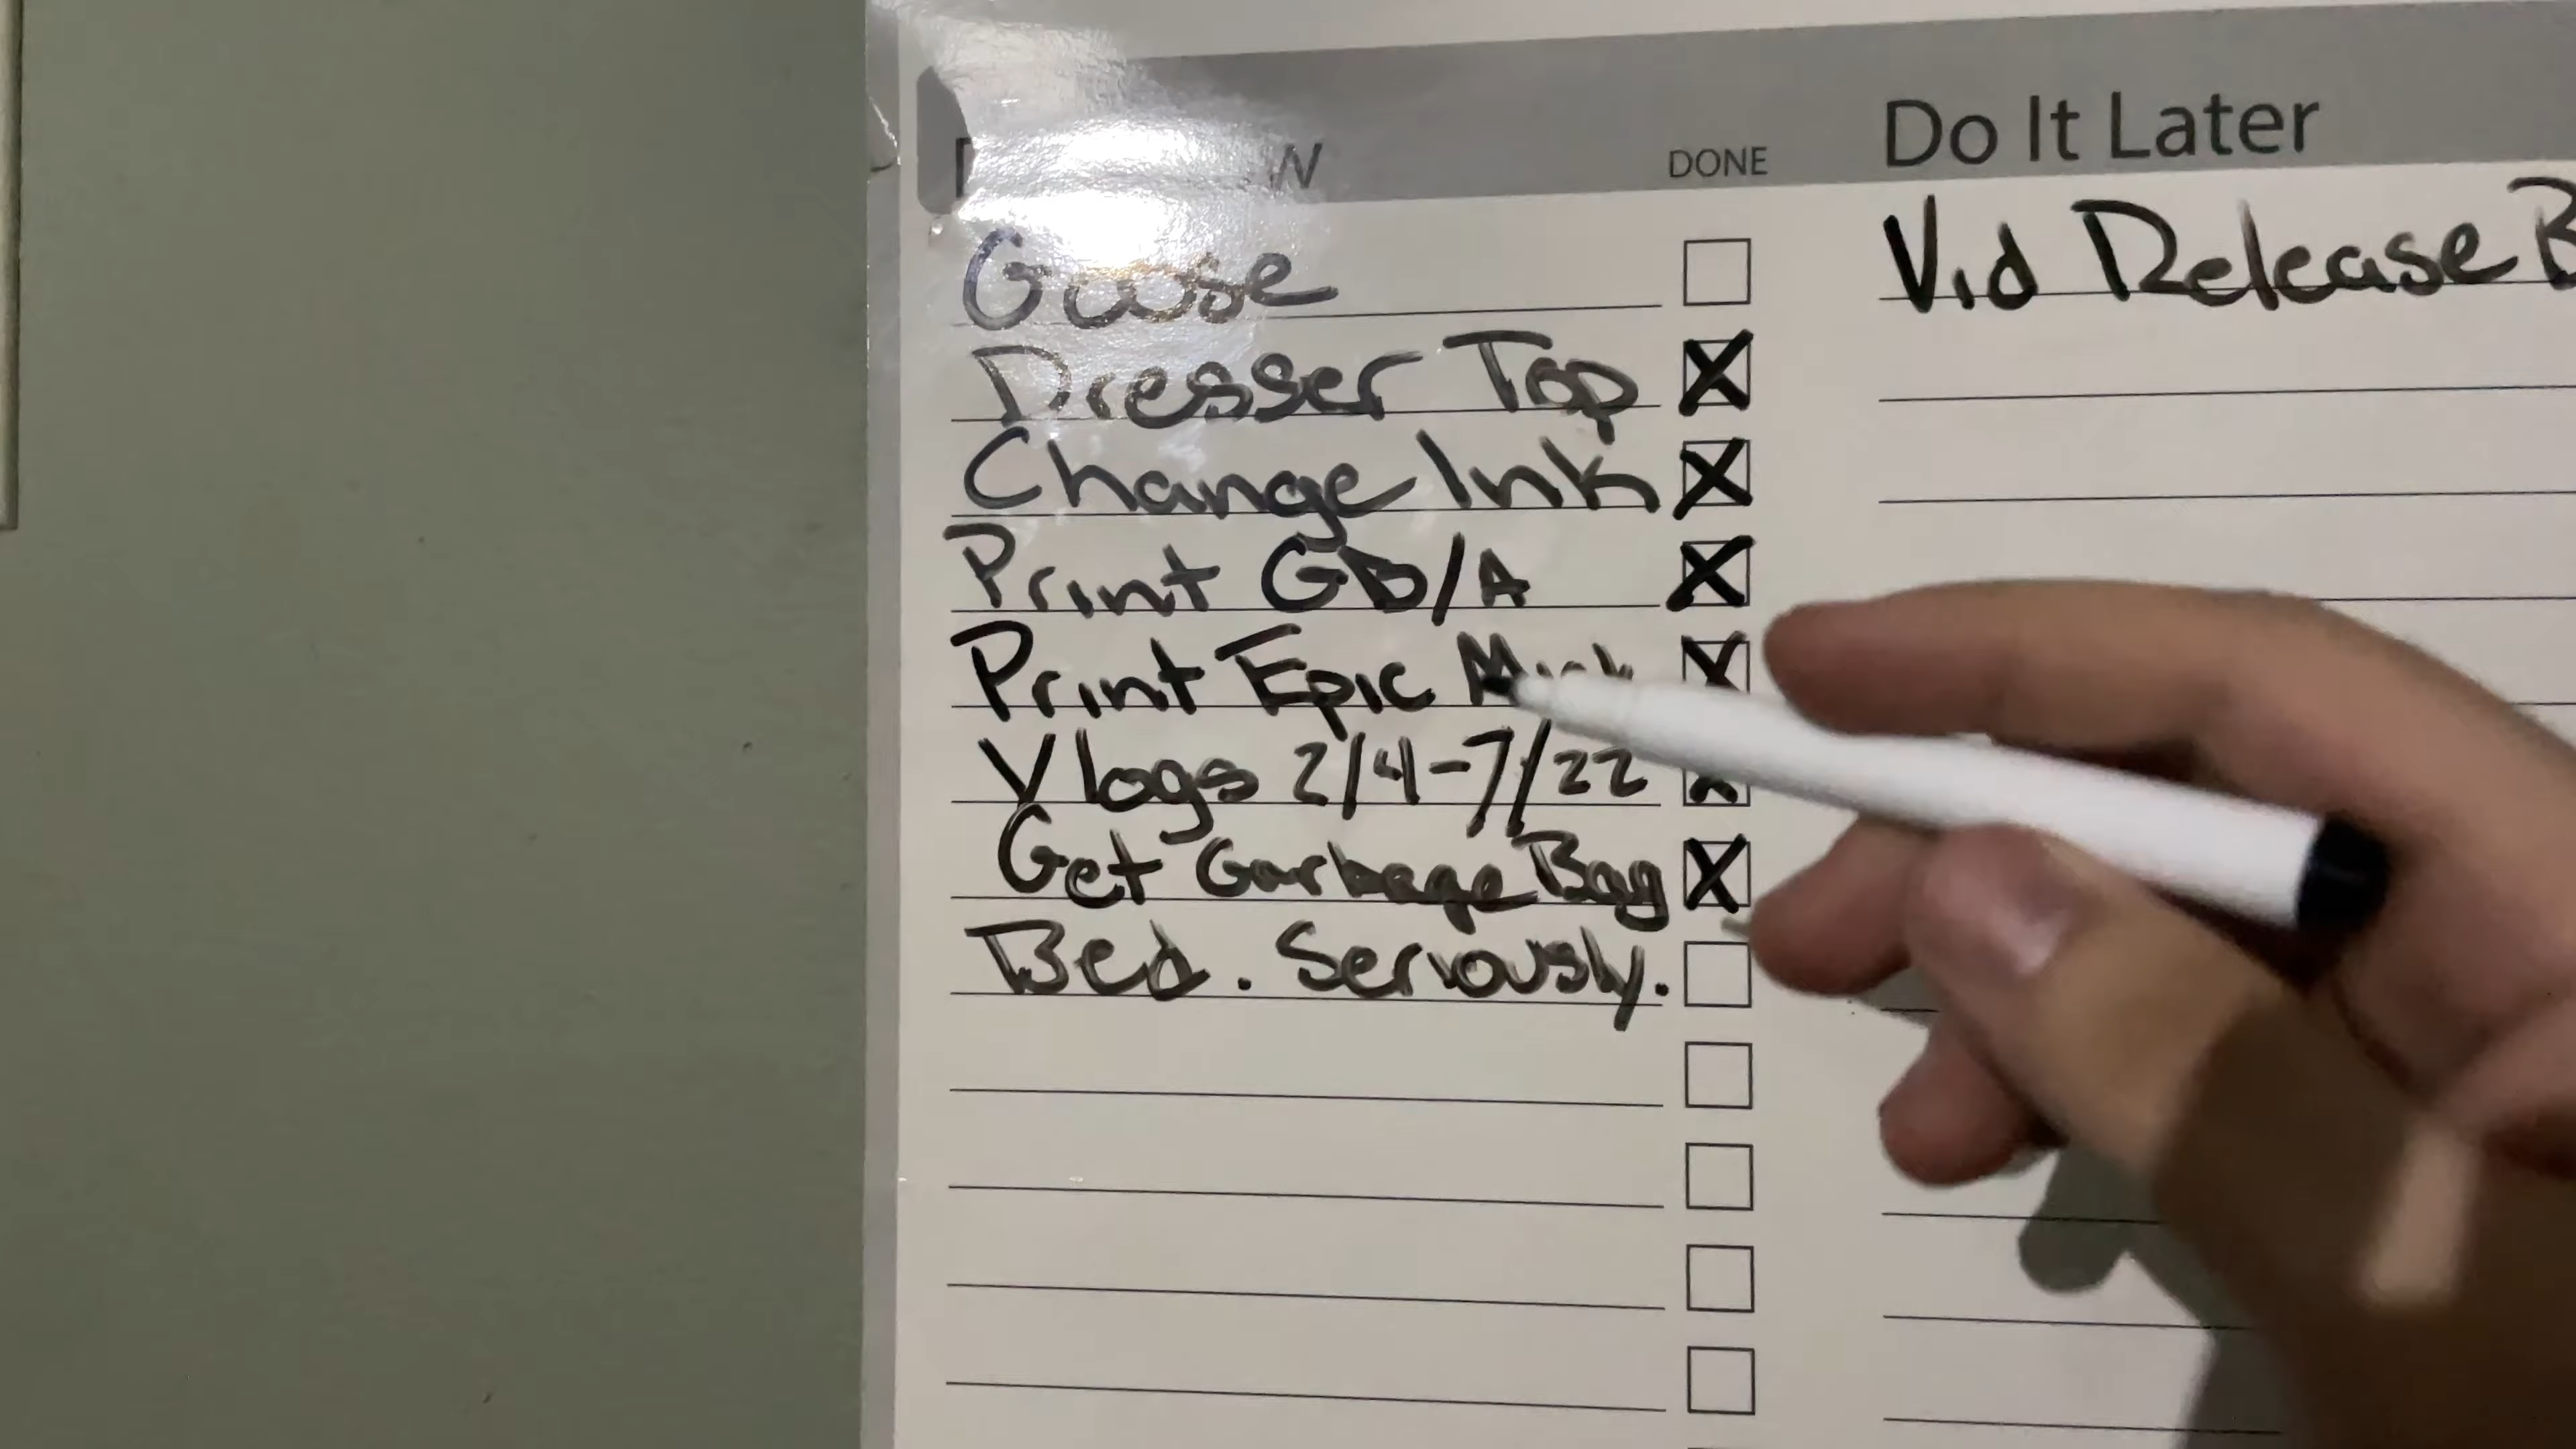 DONE
Do It Later
Goose
Vid Release
Dresser Top
Change Ink
Print GD/A
Print Epic
Vlogs 2/4-7/22
Get Garbage Bag
Bed. Seriously.